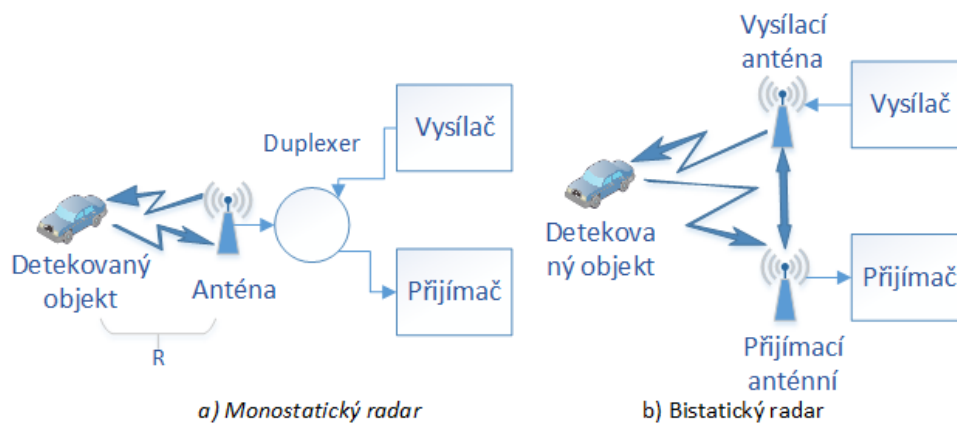 Duplexer
Vysílač
Detekovaný
objekt
Anténa
Přijímač
R
a) Monostatický radar
Vysílací
anténa
Vysílač
Detekova
ný objekt
Přijímač
Přijímací
anténní
b) Bistatický radar